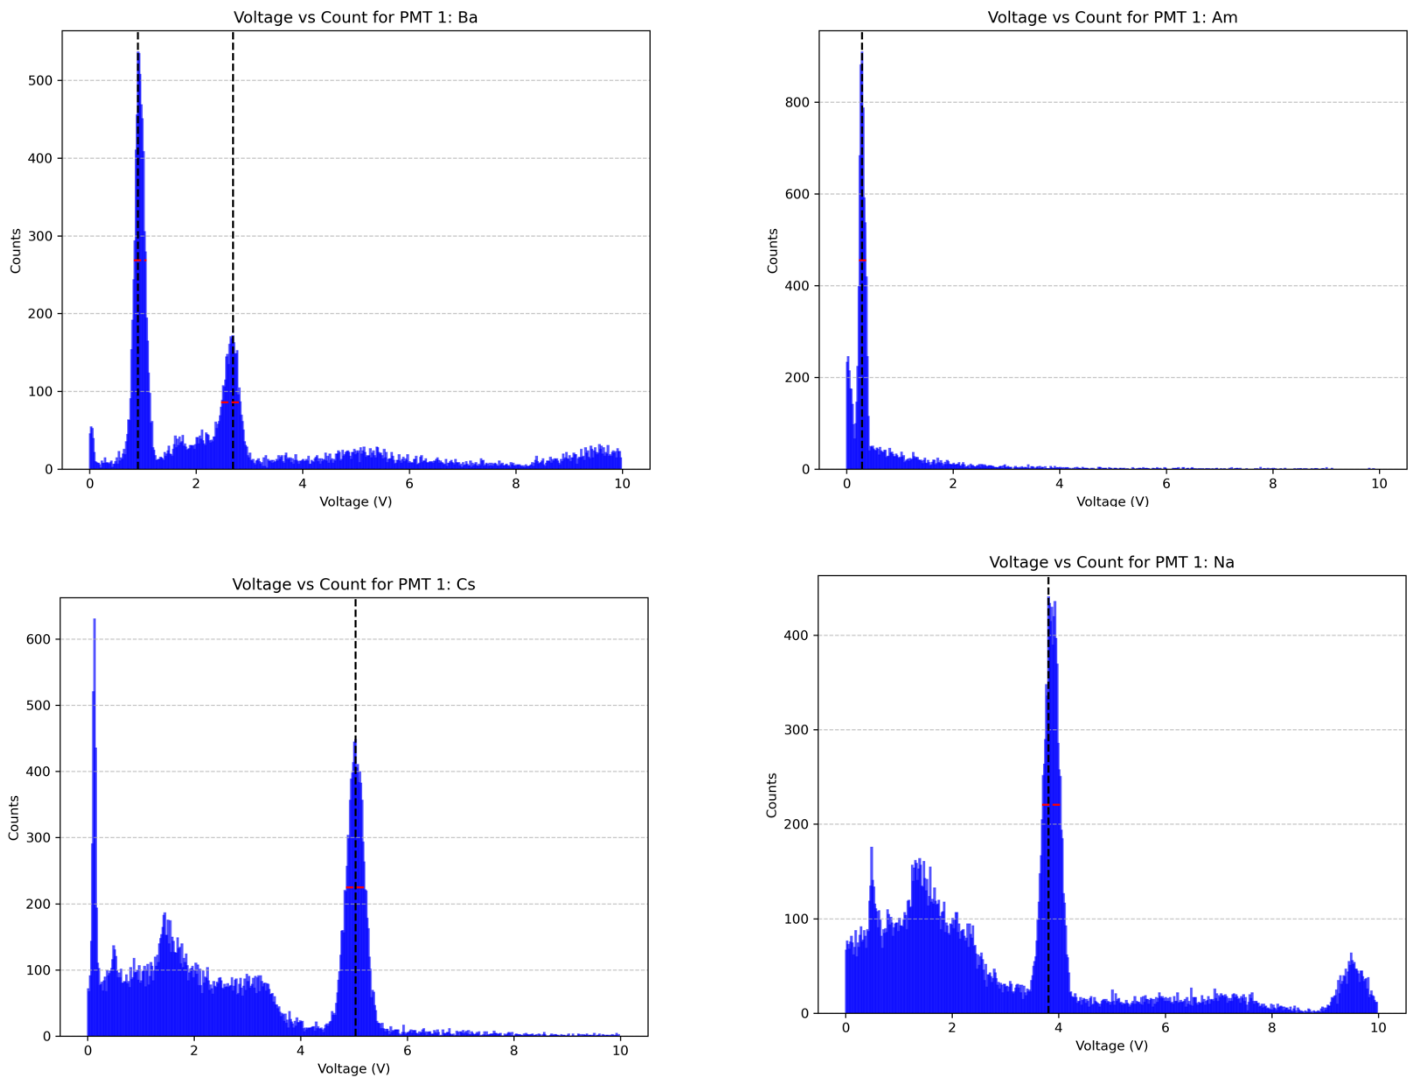 Voltage vs Count for PMT 1: Ba
500
400
300
200
100
0
Counts
0 2 4 6 8 10
Voltage (V)
Voltage vs Count for PMT 1: Am
800
600
400
200
0
Counts
0 2 4 6 8 10
Voltage (V)
Voltage vs Count for PMT 1: Cs
600
500
400
300
200
100
0
Counts
0 2 4 6 8 10
Voltage (V)
Voltage vs Count for PMT 1: Na
400
300
200
100
0
Counts
0 2 4 6 8 10
Voltage (V)